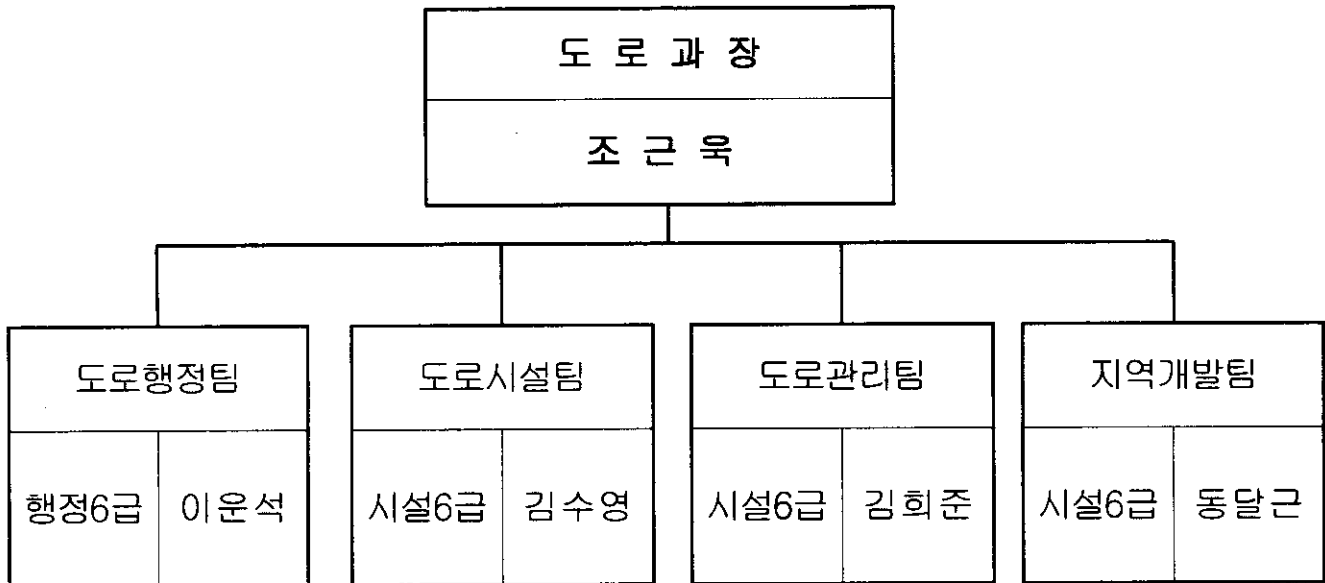 도 로 과 장
조 근 욱
도로행정팀 도로시설팀 도로관리팀 지역개발팀
행정6급 이운석 시설6급 김수영 시설6급 김희준 시설6급 동달근